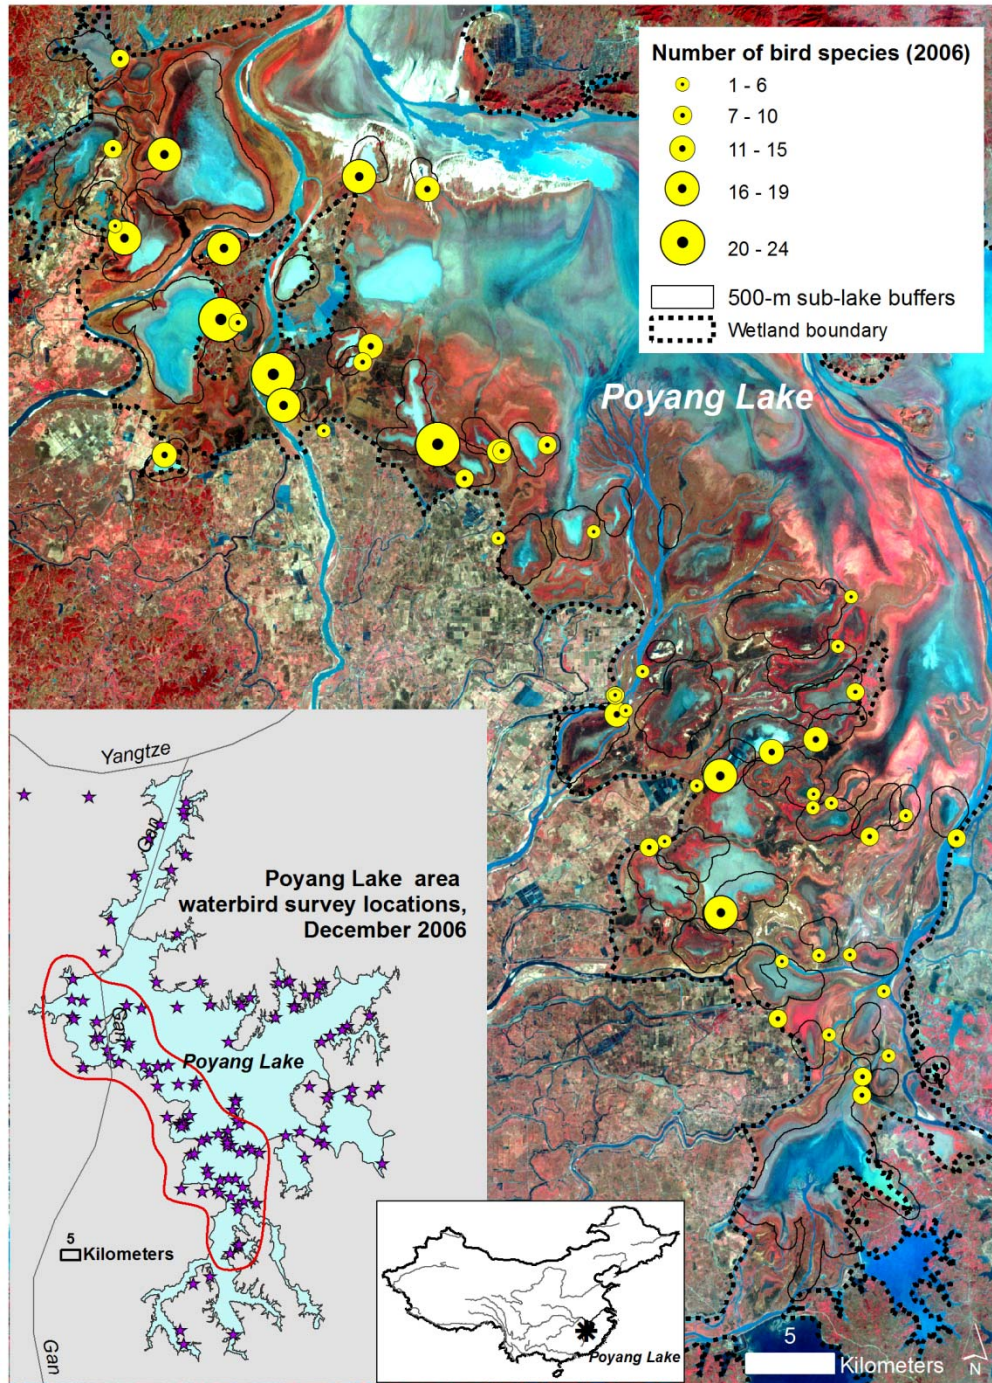 Number of bird species (2006)
1 - 6
7 - 10
11 - 15
16 - 19
20 - 24
500-m sub-lake buffers
Wetland boundary
Poyang Lake
Yangtze
Gan
Poyang Lake area
waterbird survey locations,
December 2006
Gan
Poyang Lake
5
Kilometers
Gan
Poyang Lake
5
Kilometers
N